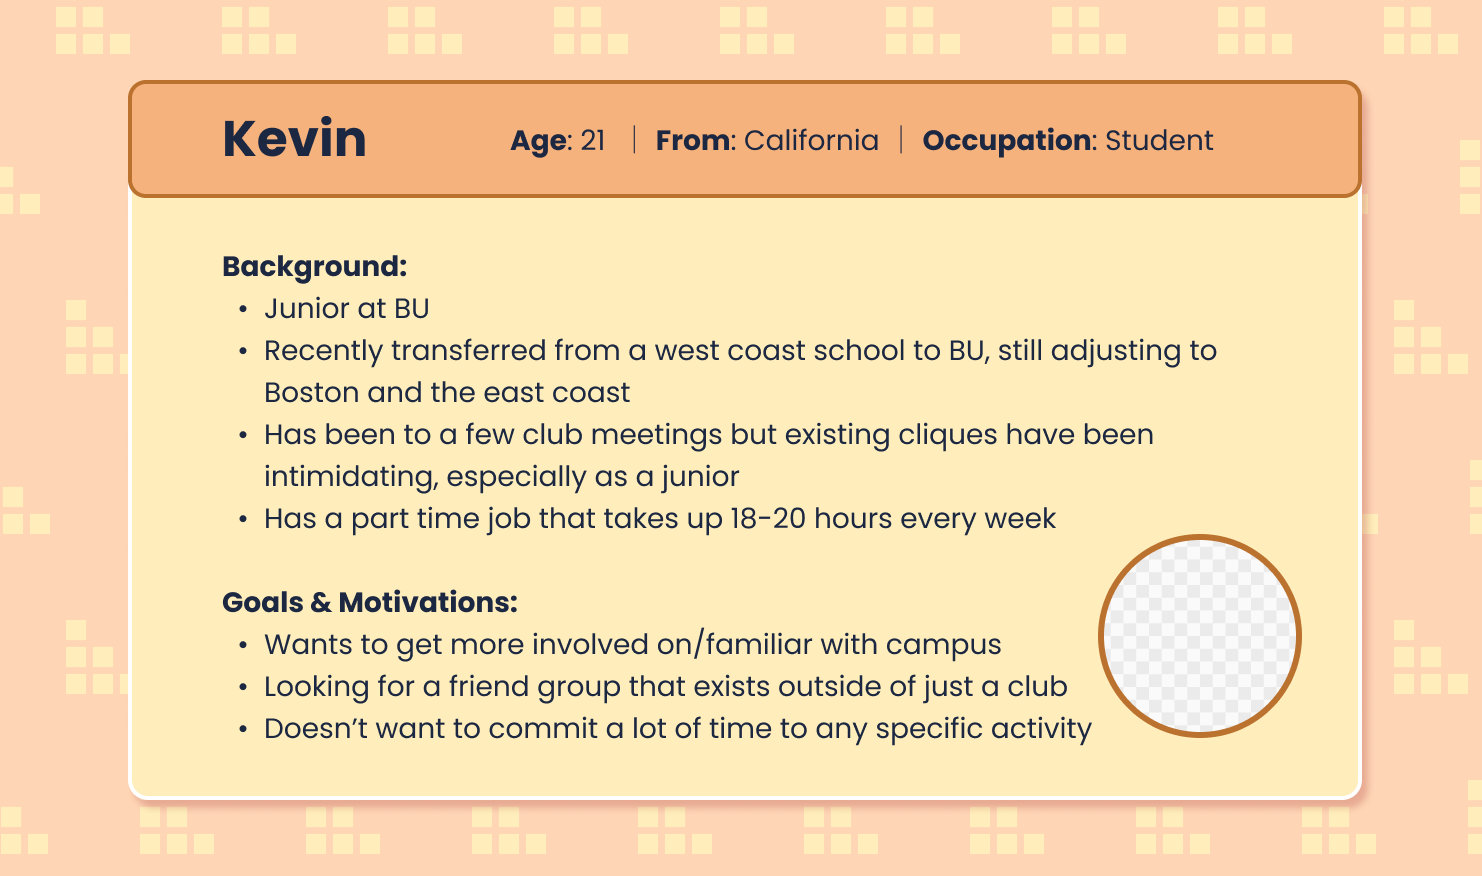 Kevin
Age: 21 | From: California | Occupation: Student
Background:
• Junior at BU
• Recently transferred from a west coast school to BU, still adjusting to
Boston and the east coast
• Has been to a few club meetings but existing cliques have been
intimidating, especially as a junior
• Has a part time job that takes up 18-20 hours every week
Goals & Motivations:
• Wants to get more involved on/familiar with campus
• Looking for a friend group that exists outside of just a club
• Doesn’t want to commit a lot of time to any specific activity